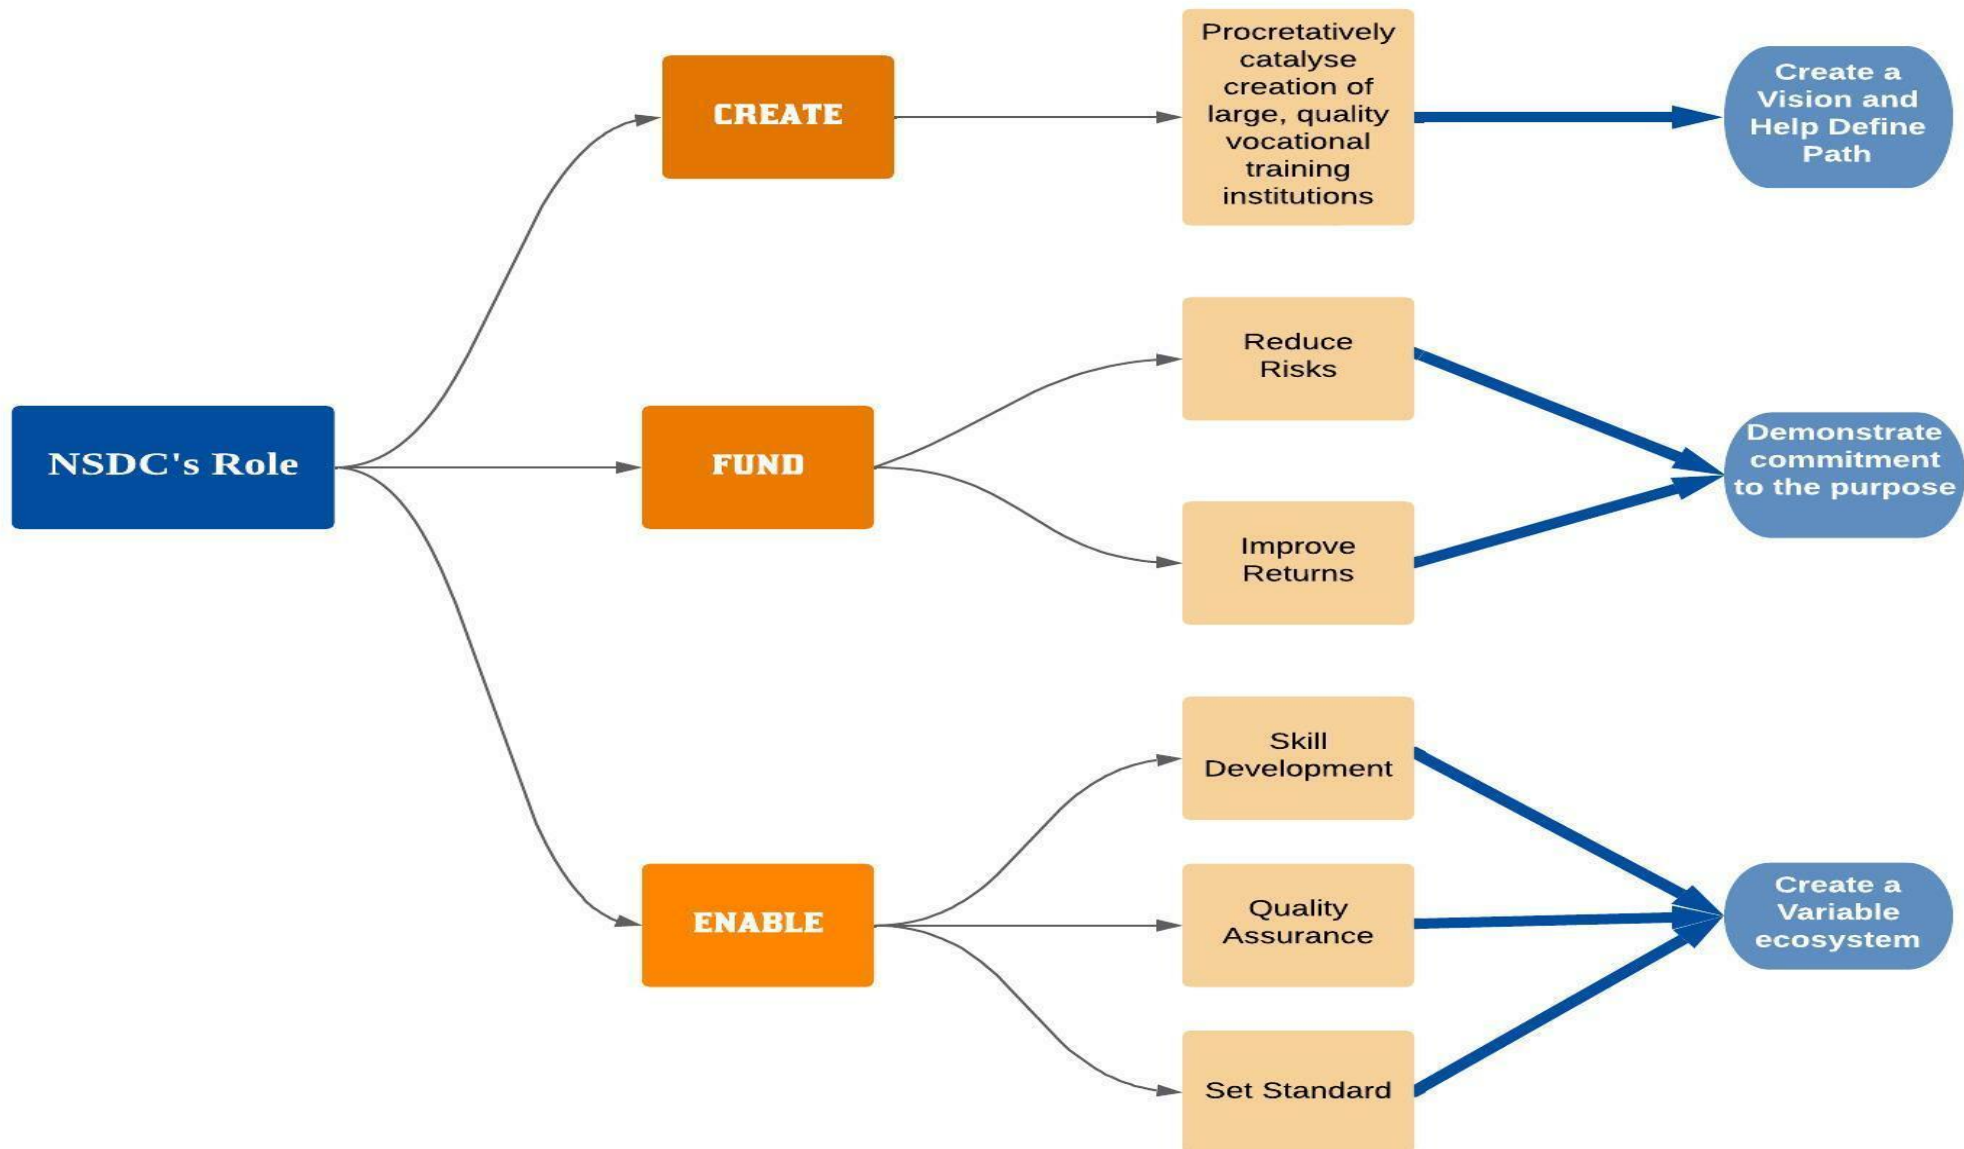 NSDC's Role
CREATE
FUND
ENABLE
Procretatively
catalyse
creation of
large, quality
vocational
training
institutions
Reduce
Risks
Improve
Returns
Skill
Development
Quality
Assurance
Set Standard
Create a
Vision and
Help Define
Path
Demonstrate
commitment
to the purpose
Create a
Variable
ecosystem